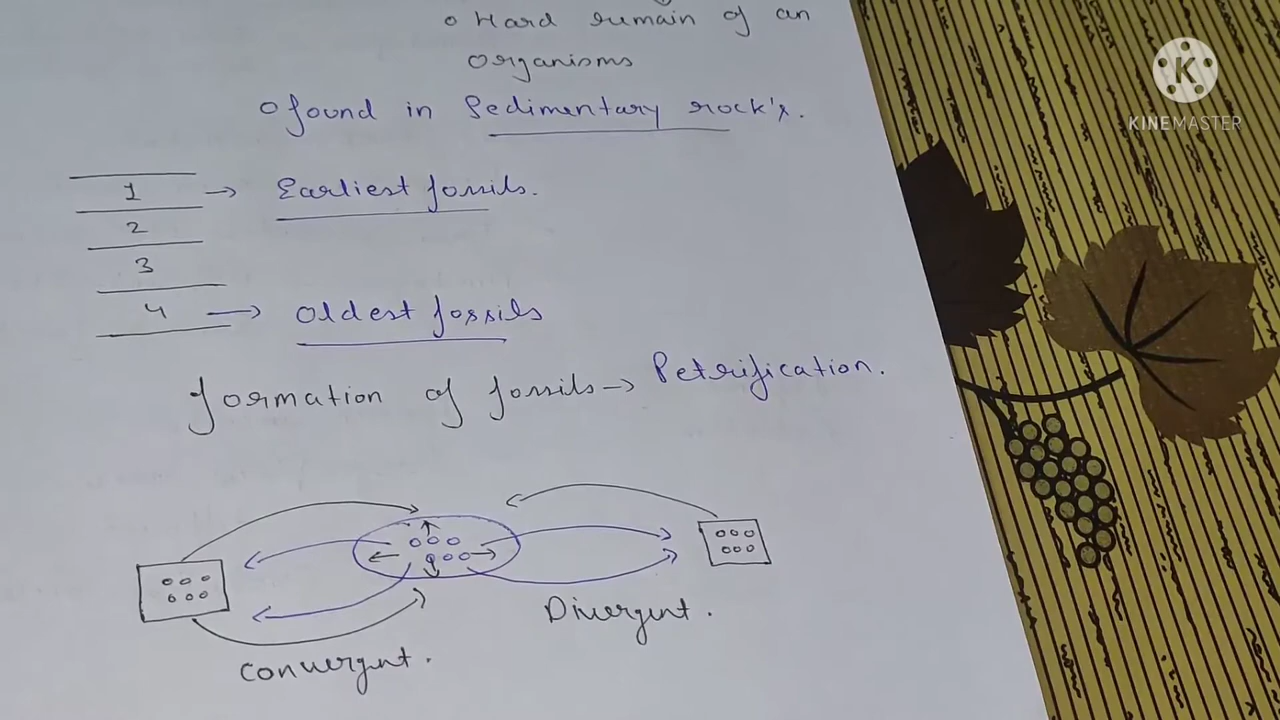 Hard remain of an
organisms
found in Sedimentary rock's.
1 → Earliest fossils.
2
3
4 → Oldest fossils
formation of fossils → Petrification.
Divergent.
Convergent.
K
KINEMASTER